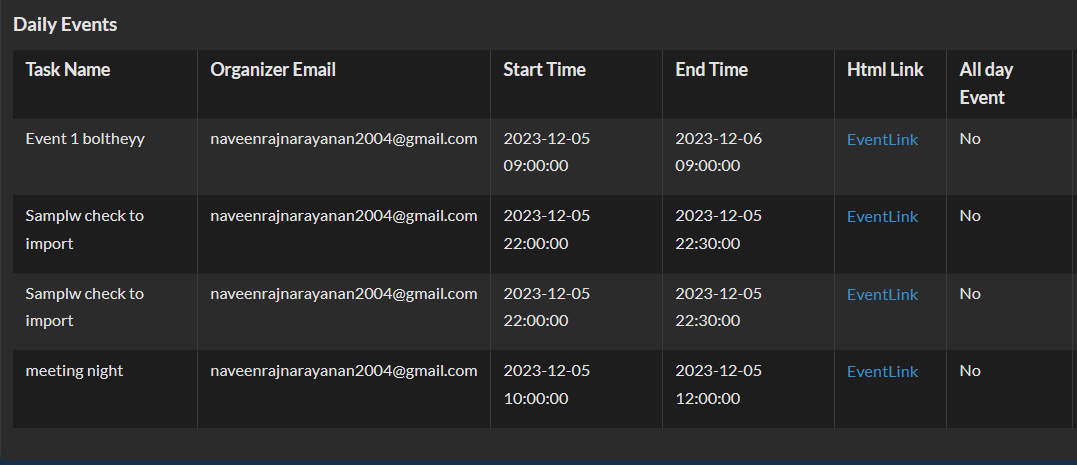 Daily Events
Task Name Organizer Email Start Time End Time Html Link All day
Event
Event 1 boltheyy naveenrajnarayanan2004@gmail.com 2023-12-05 2023-12-06 EventLink No
09:00:00 09:00:00
Samplw check to naveenrajnarayanan2004@gmail.com 2023-12-05 2023-12-05 EventLink No
import 22:00:00 22:30:00
Samplw check to naveenrajnarayanan2004@gmail.com 2023-12-05 2023-12-05 EventLink No
import 22:00:00 22:30:00
meeting night naveenrajnarayanan2004@gmail.com 2023-12-05 2023-12-05 EventLink No
10:00:00 12:00:00